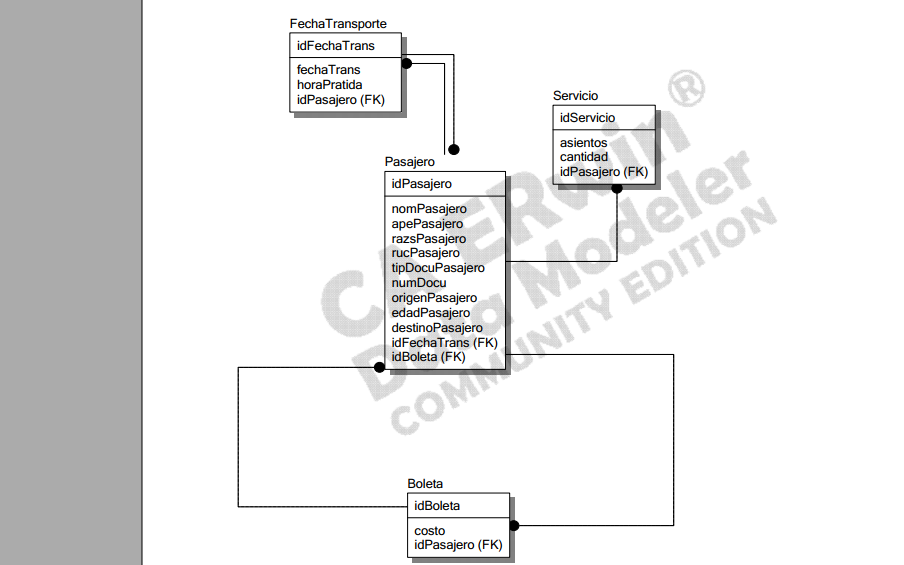 FechaTransporte
idFechaTrans
fechaTrans
horaPratida
idPasajero (FK)
Servicio
idServicio
asientos
cantidad
idPasajero (FK)
Pasajero
idPasajero
nomPasajero
apePasajero
razsPasajero
rucPasajero
tipDocuPasajero
numDocu
origenPasajero
edadPasajero
destinoPasajero
idFechaTrans (FK)
idBoleta (FK)
Boleta
idBoleta
costo
idPasajero (FK)
CA ERwin®
Data Modeler
COMMUNITY EDITION